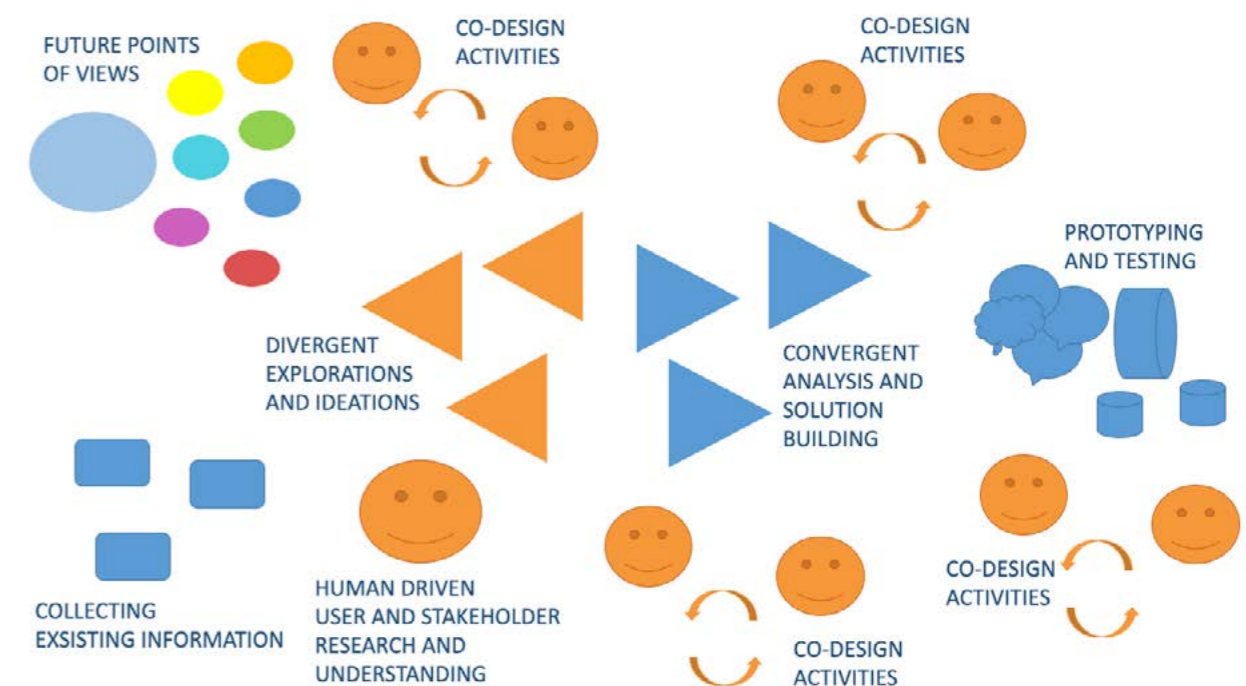 FUTURE POINTS
OF VIEWS
CO-DESIGN
ACTIVITIES
CO-DESIGN
ACTIVITIES
PROTOTYPING
AND TESTING
DIVERGENT
EXPLORATIONS
AND IDEATIONS
CONVERGENT
ANALYSIS AND
SOLUTION
BUILDING
COLLECTING
EXSISTING INFORMATION
HUMAN DRIVEN
USER AND STAKEHOLDER
RESEARCH AND
UNDERSTANDING
CO-DESIGN
ACTIVITIES
CO-DESIGN
ACTIVITIES